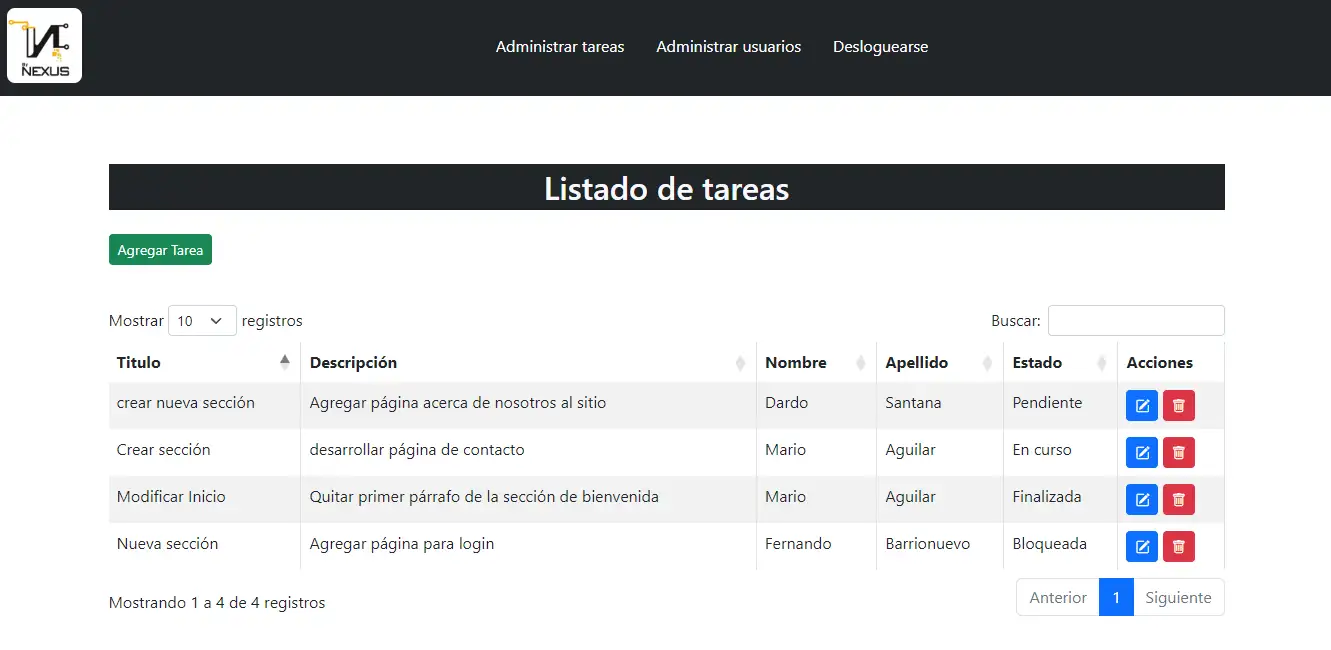 By
NEXUS
Administrar tareas Administrar usuarios Desloguearse
Listado de tareas
Agregar Tarea
Mostrar 10 registros Buscar:
Titulo Descripción Nombre Apellido Estado Acciones
crear nueva sección Agregar página acerca de nosotros al sitio Dardo Santana Pendiente
Crear sección desarrollar página de contacto Mario Aguilar En curso
Modificar Inicio Quitar primer párrafo de la sección de bienvenida Mario Aguilar Finalizada
Nueva sección Agregar página para login Fernando Barrionuevo Bloqueada
Mostrando 1 a 4 de 4 registros Anterior 1 Siguiente